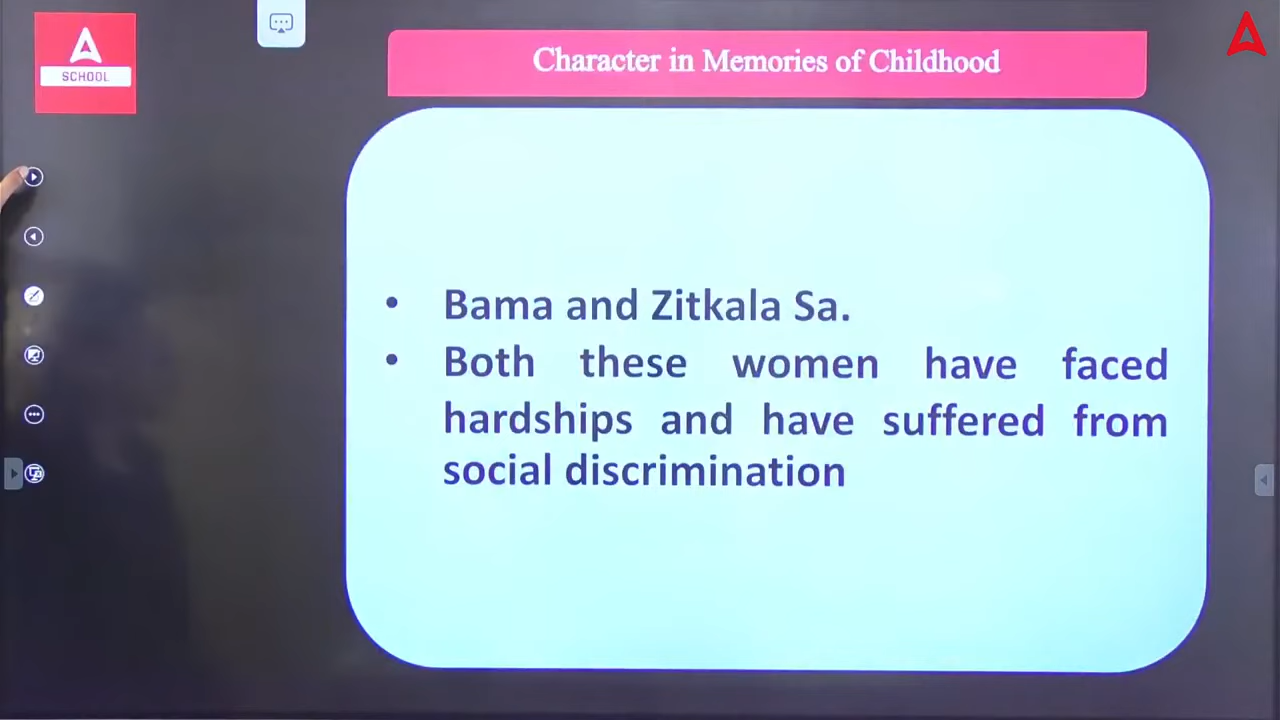 SCHOOL
Character in Memories of Childhood
• Bama and Zitkala Sa.
• Both these women have faced
hardships and have suffered from
social discrimination